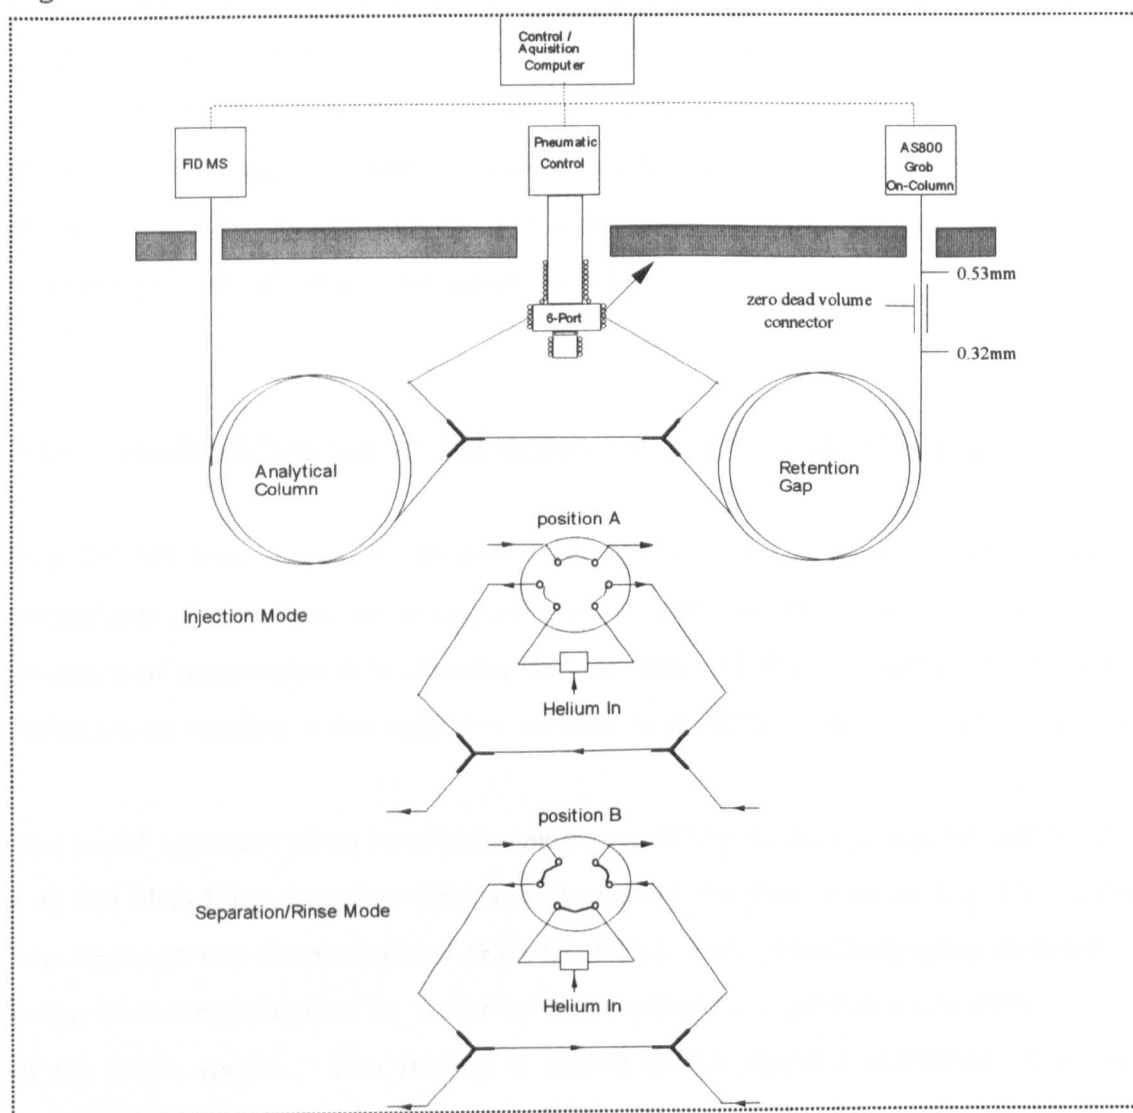 Control /
Aquisition
Computer
FID MS
Pneumatic
Control
AS800
Grob
On-Column
0.53mm
zero dead volume
connector
6-Port
0.32mm
Analytical
Column
Retention
Gap
position A
Injection Mode
Helium In
position B
Separation/Rinse Mode
Helium In